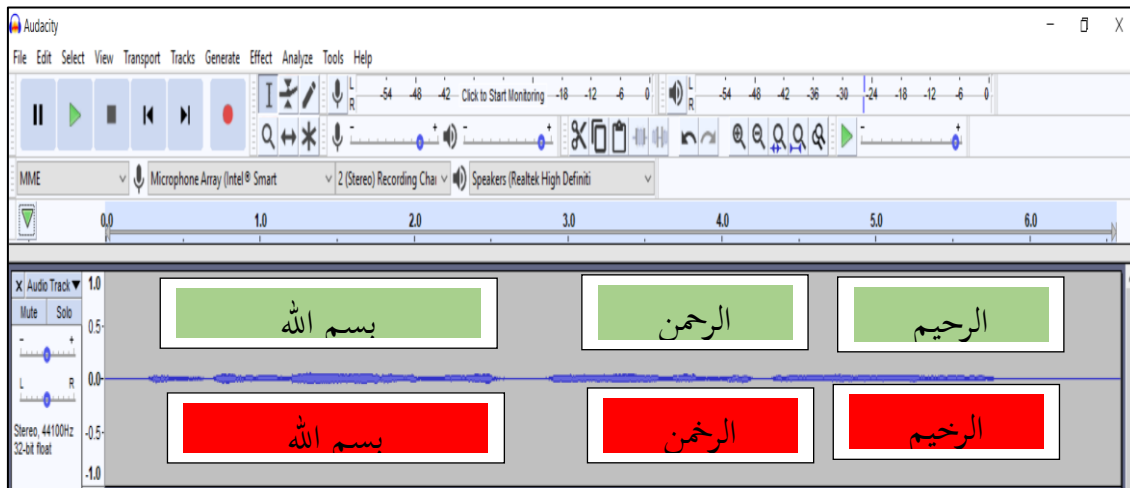 Audacity
File Edit Select View Transport Tracks Generate Effect Analyze Tools Help
L R -54 -48 -42 Click to Start Monitoring -18 -12 -6 0 L R -54 -48 -42 -36 -30 -24 -18 -12 -6 0
- + - + - +
MME Microphone Array (Intel® Smart 2 (Stereo) Recording Chai Speakers (Realtek High Definiti
0.0 1.0 2.0 3.0 4.0 5.0 6.0
X Audio Track 1.0
Mute Solo
0.5
بسم الله الرحمن الرحيم
- +
0.0
L R
Stereo, 44100Hz
32-bit float
-0.5
بسم الله الرخمن الرخيم
-1.0